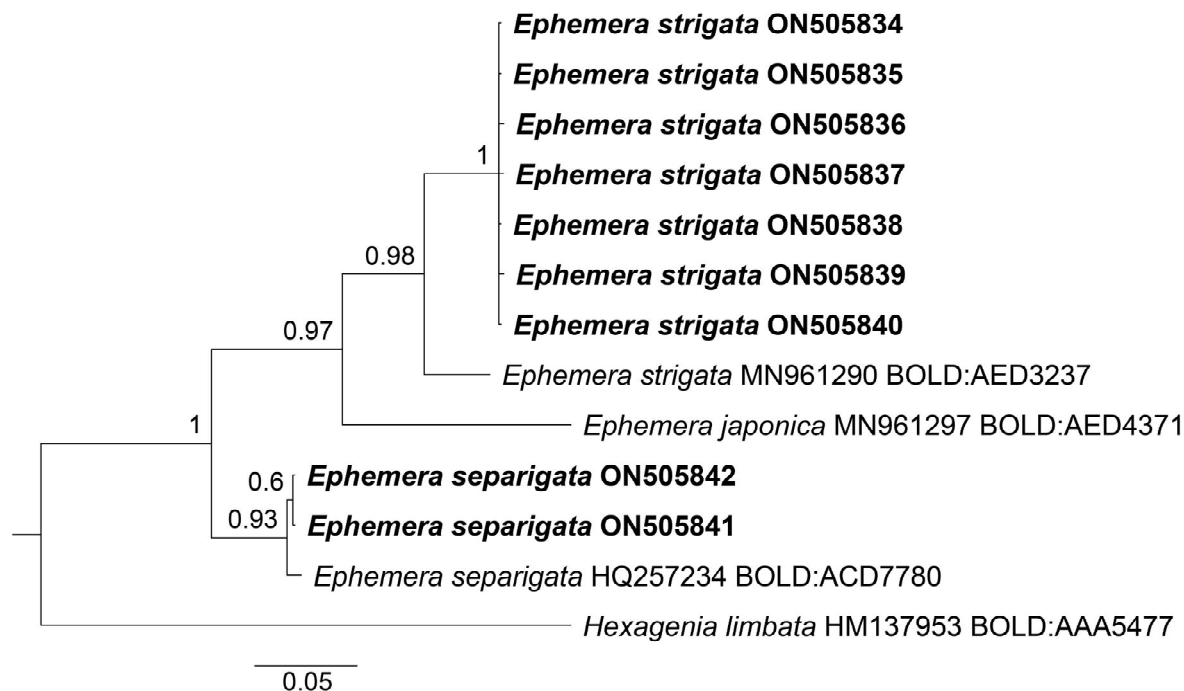 Ephemera strigata ON505834
Ephemera strigata ON505835
Ephemera strigata ON505836
1
Ephemera strigata ON505837
Ephemera strigata ON505838
0.98
Ephemera strigata ON505839
0.97
Ephemera strigata ON505840
Ephemera strigata MN961290 BOLD:AED3237
1
Ephemera japonica MN961297 BOLD:AED4371
0.6
Ephemera separigata ON505842
0.93
Ephemera separigata ON505841
Ephemera separigata HQ257234 BOLD:ACD7780
Hexagenia limbata HM137953 BOLD:AAA5477
0.05